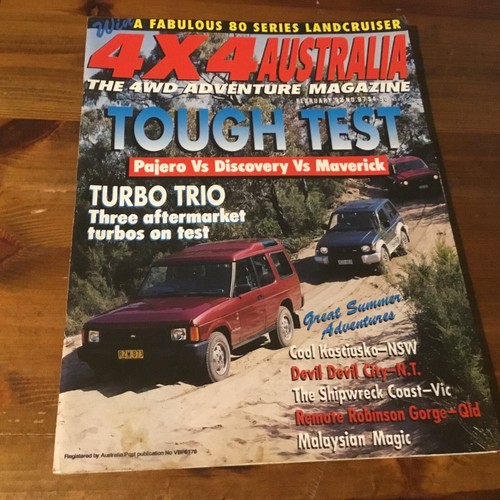 Win A FABULOUS 80 SERIES LANDCRUISER
4X4 AUSTRALIA
THE 4WD ADVENTURE MAGAZINE
FEBRUARY
TOUGH TEST
Pajero Vs Discovery Vs Maverick
TURBO TRIO
Three aftermarket
turbos on test
Great Summer
Adventures
Cool Kosciusko–NSW
Devil Devil City–N.T.
The Shipwreck Coast–Vic
Remote Robinson Gorge–Qld
Malaysian Magic
Registered by Australia Post publication No